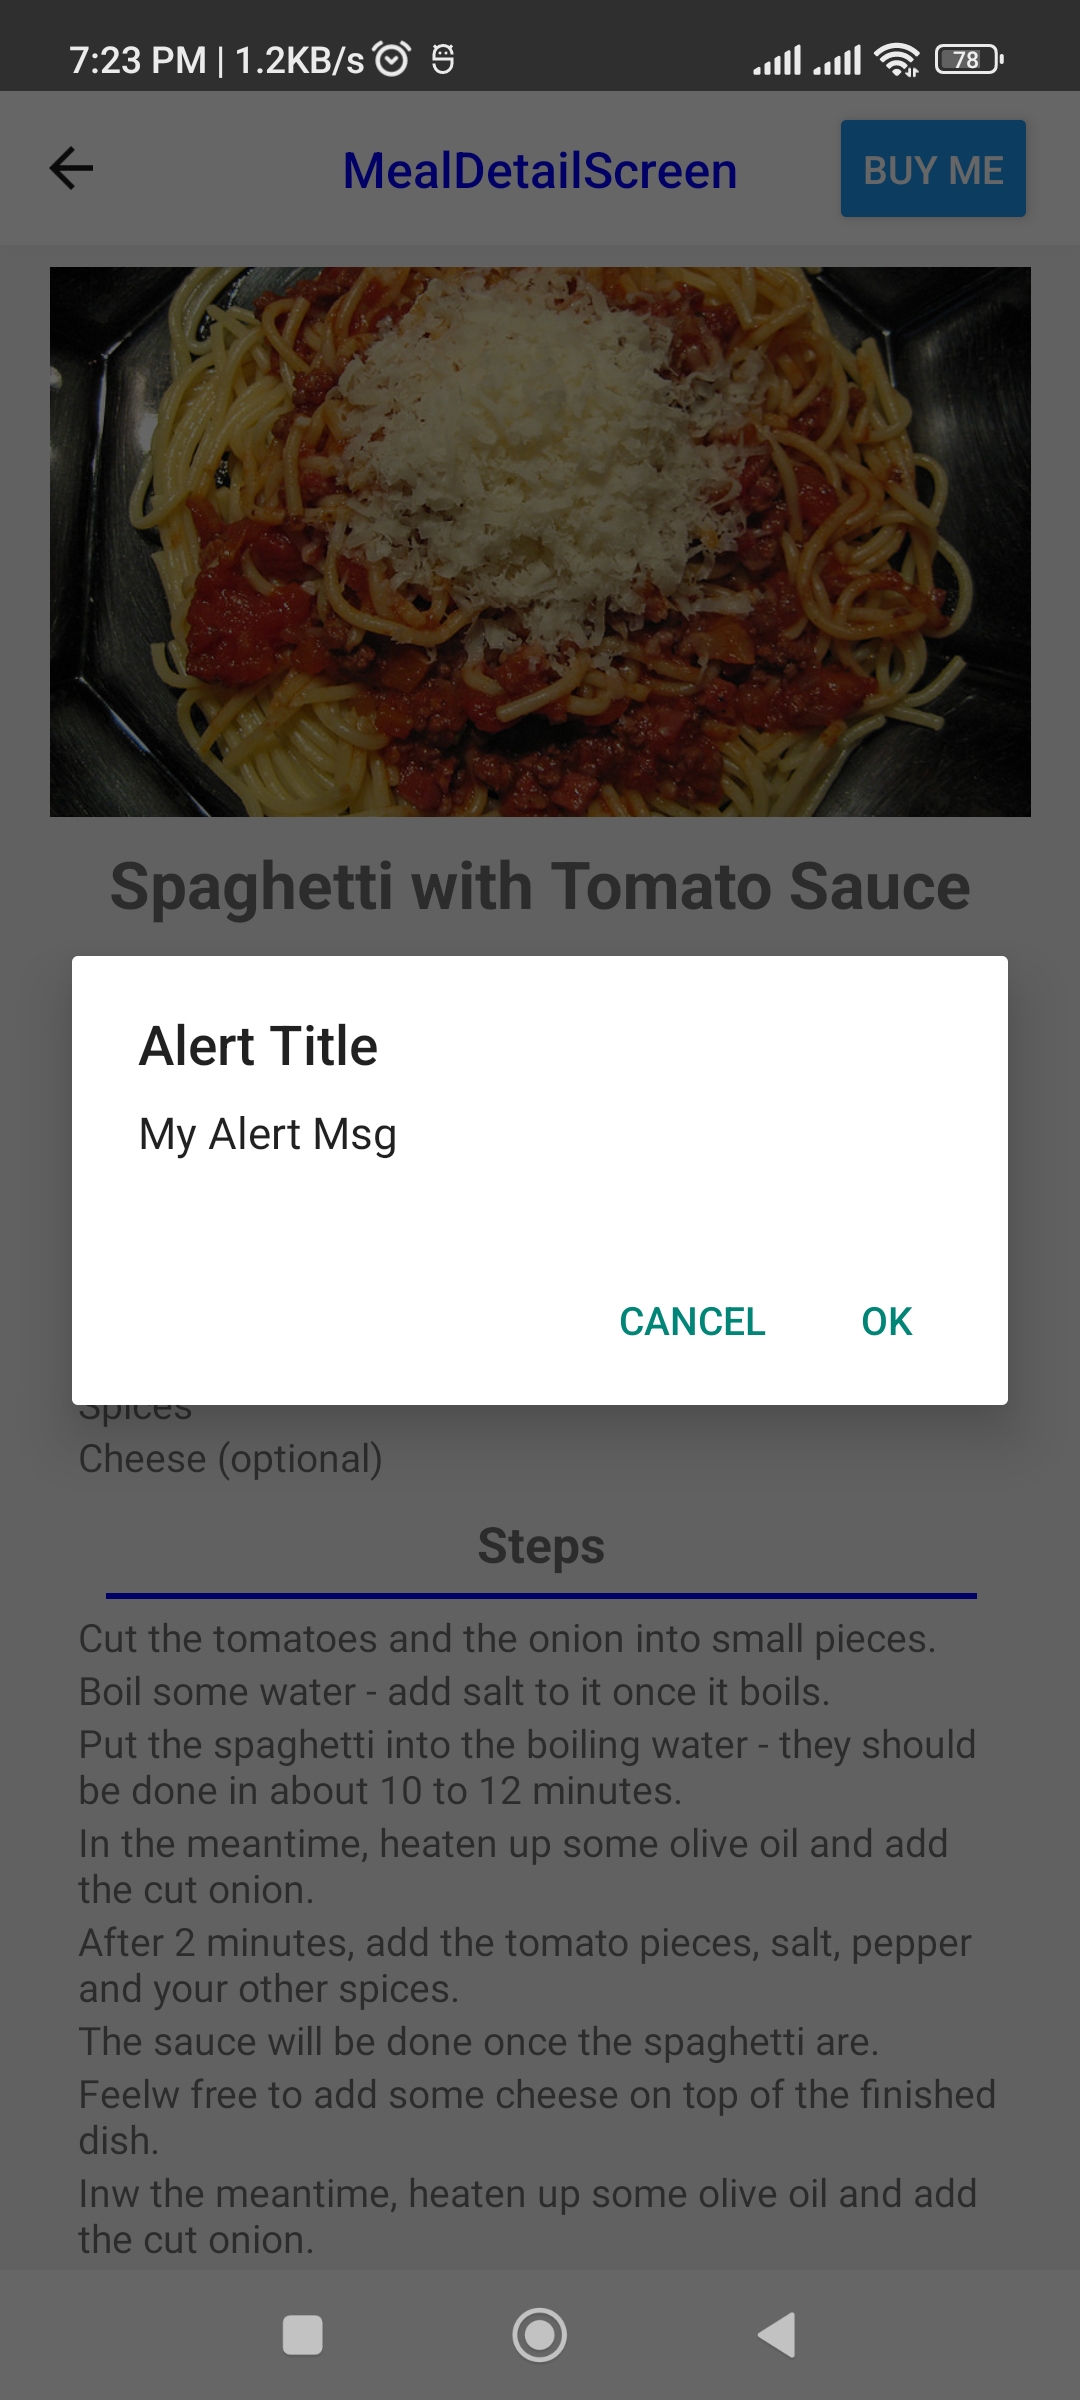 7:23 PM | 1.2KB/s
78
MealDetailScreen
BUY ME
Spaghetti with Tomato Sauce
Alert Title
My Alert Msg
CANCEL OK
Spices
Cheese (optional)
Steps
Cut the tomatoes and the onion into small pieces.
Boil some water - add salt to it once it boils.
Put the spaghetti into the boiling water - they should
be done in about 10 to 12 minutes.
In the meantime, heaten up some olive oil and add
the cut onion.
After 2 minutes, add the tomato pieces, salt, pepper
and your other spices.
The sauce will be done once the spaghetti are.
Feelw free to add some cheese on top of the finished
dish.
Inw the meantime, heaten up some olive oil and add
the cut onion.